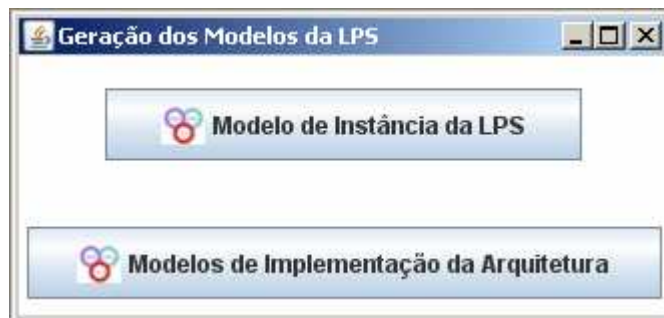 Geração dos Modelos da LPS
Modelo de Instância da LPS
Modelos de Implementação da Arquitetura